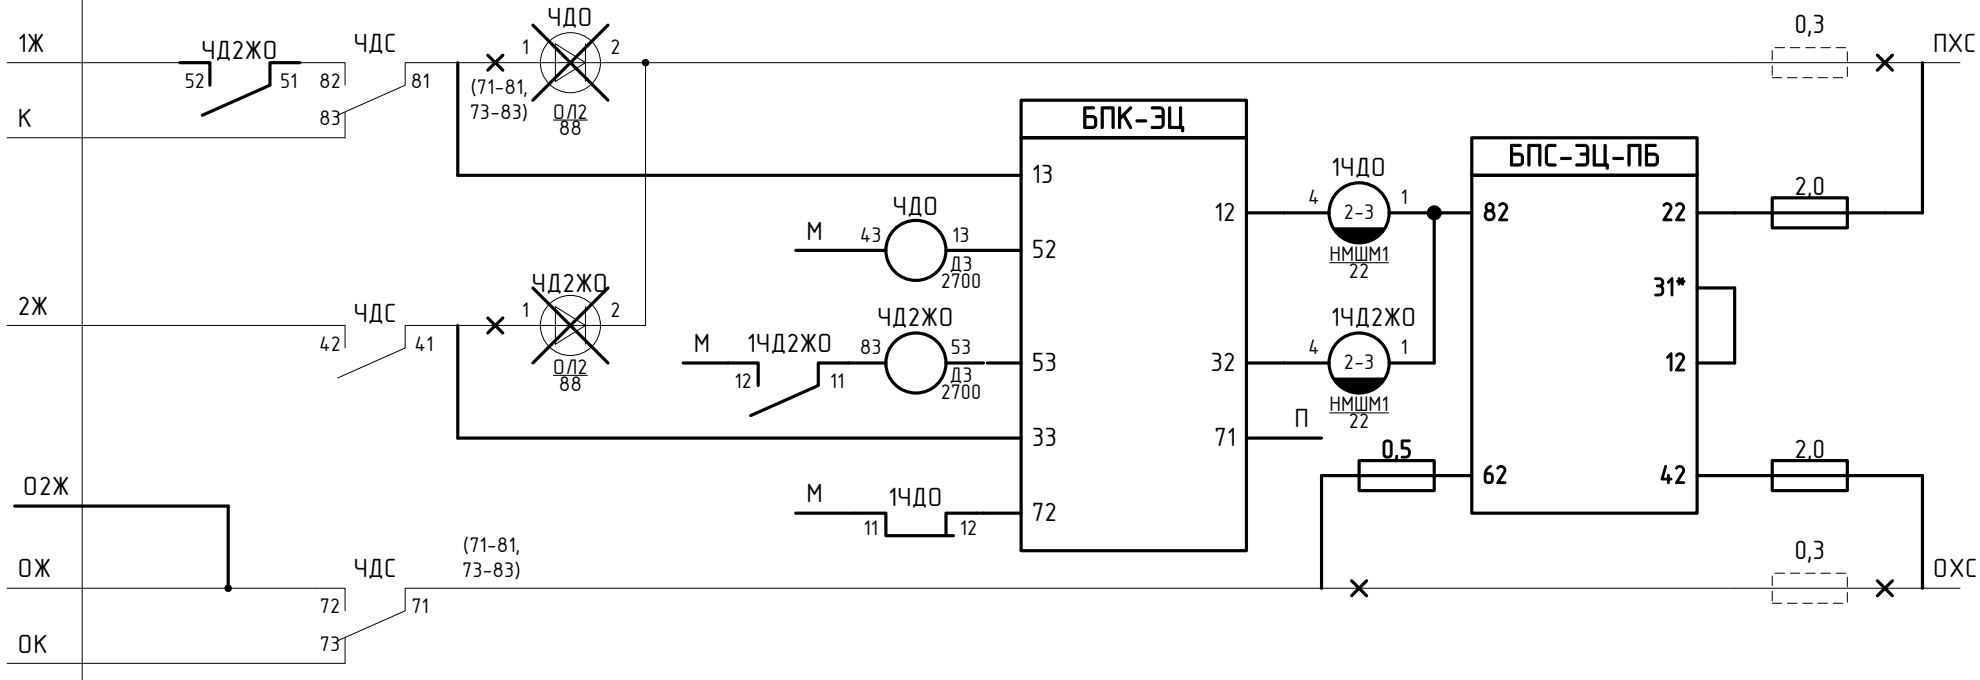 ЧДО
0,3
1Ж
ЧД2ЖО
ЧДС
1
2
ПХС
52
51
82
81
(71-81,
73-83)
К
83
О/12
88
БПК-ЭЦ
БПС-ЭЦ-ПБ
13
1ЧДО
2,0
ЧДО
4
1
М
43
13
12
2-3
82
22
52
ДЗ
2700
НМШМ1
22
31*
2Ж
ЧДС
ЧД2ЖО
1
2
42
41
О/12
88
ЧД2ЖО
1ЧД2ЖО
М
1ЧД2ЖО
83
53
4
1
12
11
53
32
2-3
12
ДЗ
2700
НМШМ1
22
П
33
71
0,5
2,0
62
42
О2Ж
М
1ЧДО
11
12
72
(71-81,
73-83)
0,3
ОЖ
ЧДС
ОХС
72
71
ОК
73